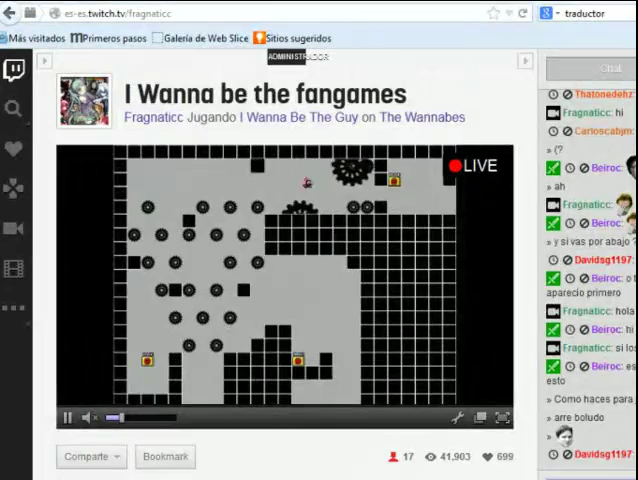 es-es.twitch.tv/fragnaticc
traductor
Más visitados Primeros pasos Galería de Web Slice Sitios sugeridos
ADMINISTRADOR
I Wanna be the fangames
Fragnaticc Jugando I Wanna Be The Guy on The Wannabes
LIVE
Comparte Bookmark 17 41,903 699
Chat
Thatonedehz:
Fragnaticc: hi
Carloscabjm:
» (?
Beiroc:
» ah
Fragnaticc:
Beiroc:
» y si vas por abajo ?
Davidsg1197:
Beiroc: o t
aparecio primero
Fragnaticc: hola
Beiroc: hi
Fragnaticc: si los
Beiroc: es
esto
» Como haces para
» arre boludo
»
Davidsg1197: